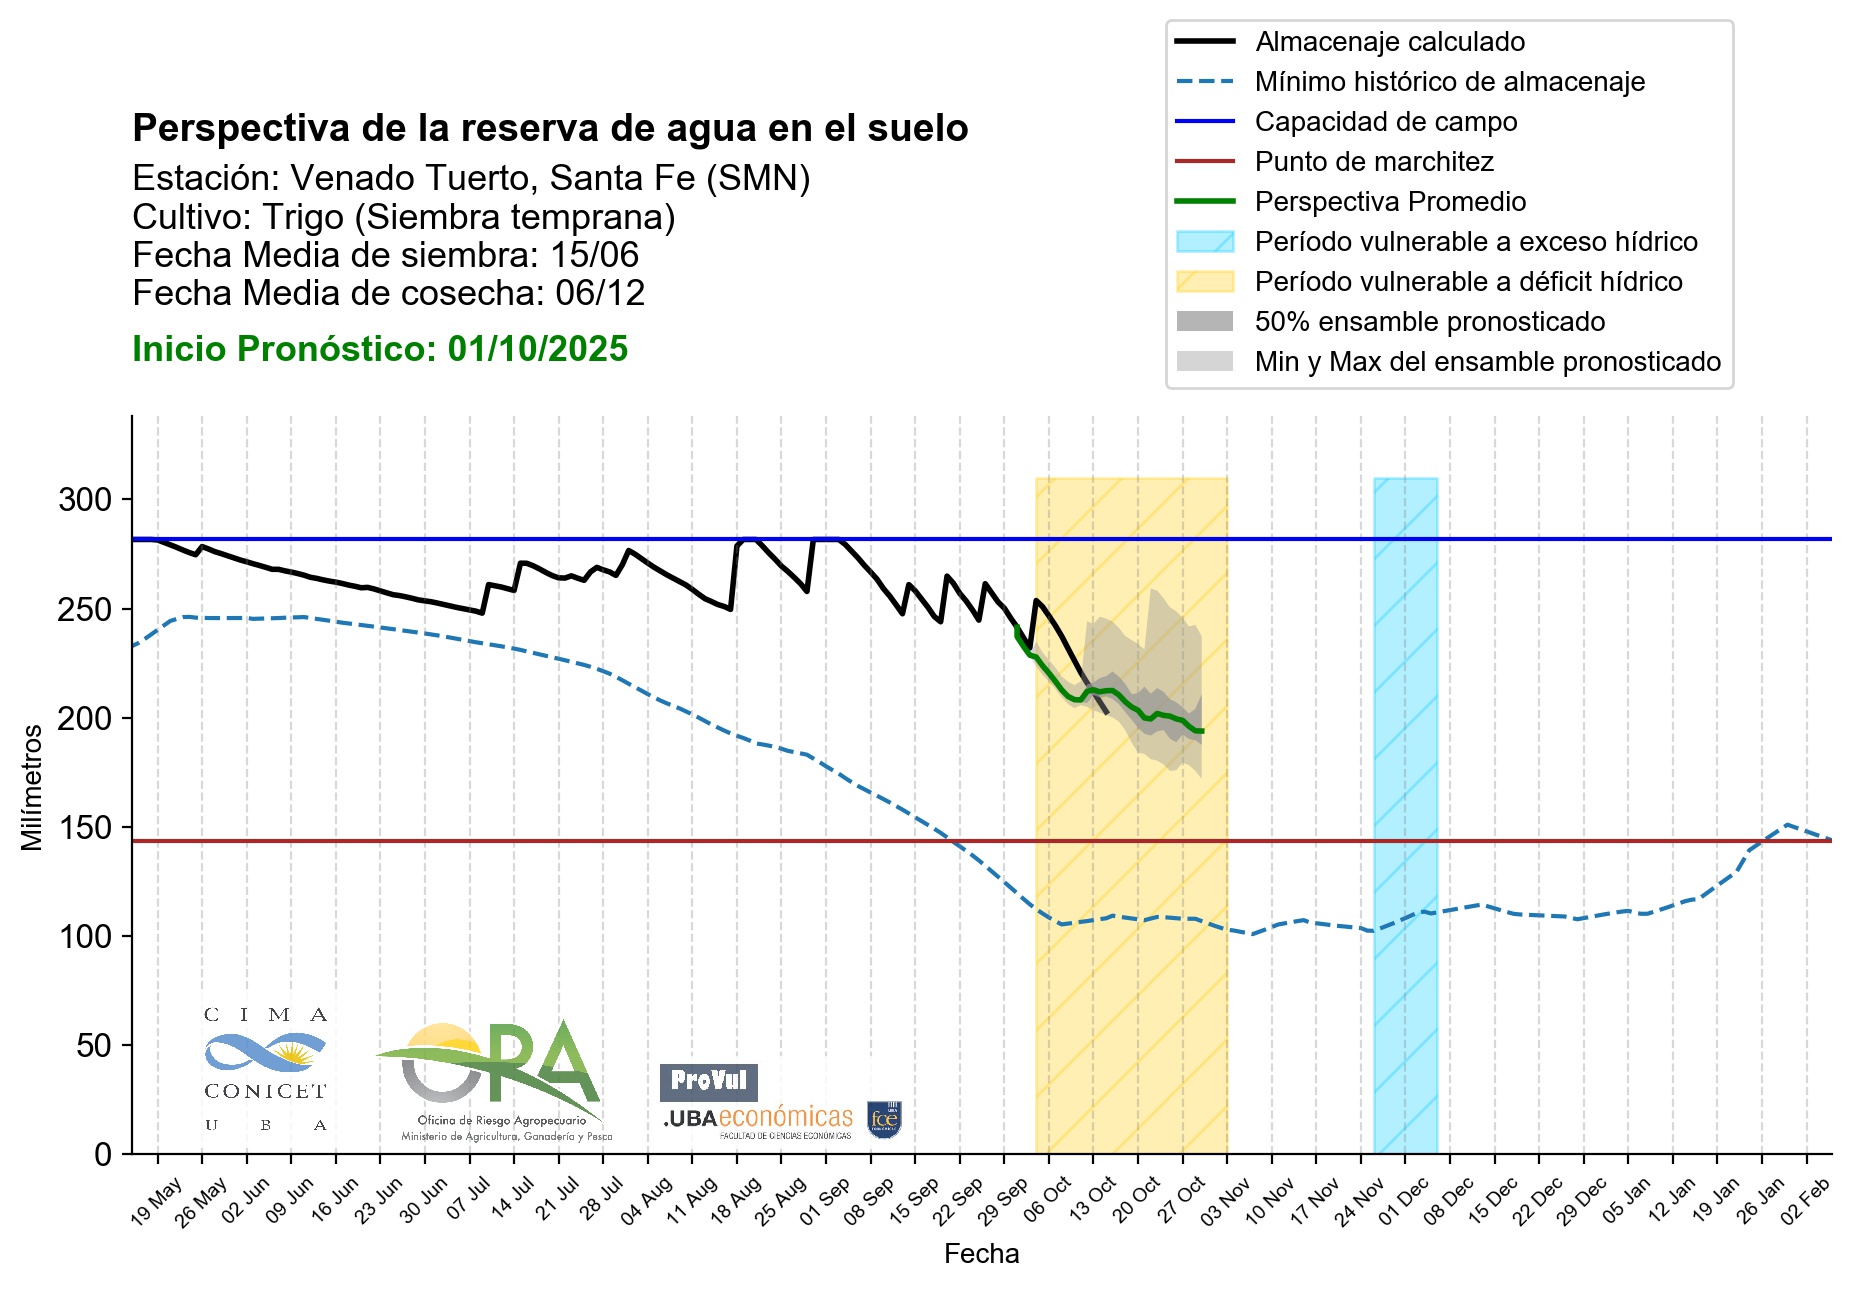 Almacenaje calculado
Mínimo histórico de almacenaje
Capacidad de campo
Punto de marchitez
Perspectiva Promedio
Período vulnerable a exceso hídrico
Período vulnerable a déficit hídrico
50% ensamble pronosticado
Min y Max del ensamble pronosticado
Perspectiva de la reserva de agua en el suelo
Estación: Venado Tuerto, Santa Fe (SMN)
Cultivo: Trigo (Siembra temprana)
Fecha Media de siembra: 15/06
Fecha Media de cosecha: 06/12
Inicio Pronóstico: 01/10/2025
Milímetros
300
250
200
150
100
50
0
C I M A
CONICET
U B A
ORA
Oficina de Riesgo Agropecuario
Ministerio de Agricultura, Ganadería y Pesca
ProVul
.UBAeconómicas
FACULTAD DE CIENCIAS ECONÓMICAS
fce
19 May
26 May
02 Jun
09 Jun
16 Jun
23 Jun
30 Jun
07 Jul
14 Jul
21 Jul
28 Jul
04 Aug
11 Aug
18 Aug
25 Aug
01 Sep
08 Sep
15 Sep
22 Sep
29 Sep
06 Oct
13 Oct
20 Oct
27 Oct
03 Nov
10 Nov
17 Nov
24 Nov
01 Dec
08 Dec
15 Dec
22 Dec
29 Dec
05 Jan
12 Jan
19 Jan
26 Jan
02 Feb
Fecha